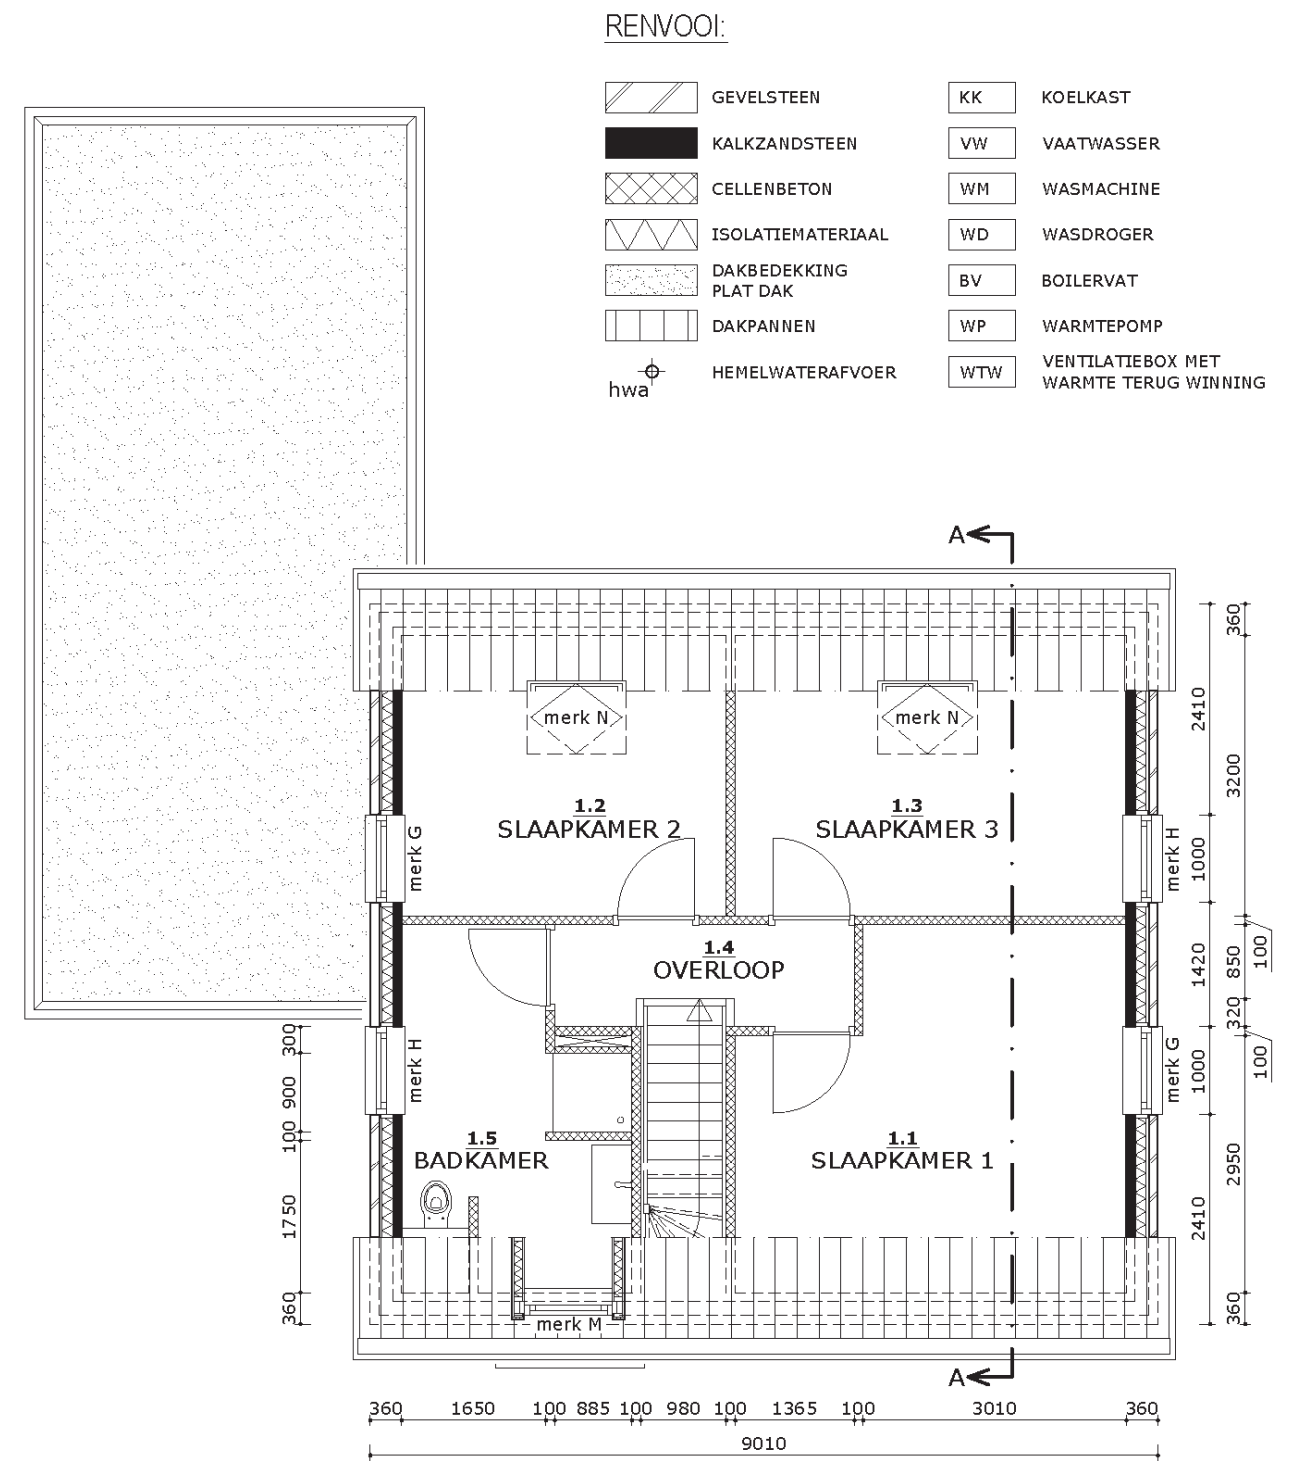 RENVOOI:
GEVELSTEEN
KALKZANDSTEEN
CELLENBETON
ISOLATIEMATERIAAL
DAKBEDEKKING
PLAT DAK
DAKPANNEN
hwa
HEMELWATERAFVOER
KK KOELKAST
VW VAATWASSER
WM WASMACHINE
WD WASDROGER
BV BOILERVAT
WP WARMTEPOMP
WTW VENTILATIEBOX MET
WARMTE TERUG WINNING
A
merk N
merk N
1.2
SLAAPKAMER 2
1.3
SLAAPKAMER 3
merk G
merk H
1.4
OVERLOOP
merk H
merk G
1.5
BADKAMER
1.1
SLAAPKAMER 1
merk M
A
300
900
100
1750
360
2410
1000
1420
1000
2410
360
3200
100
850
320
100
2950
360
360 1650 100 885 100 980 100 1365 100 3010 360
9010